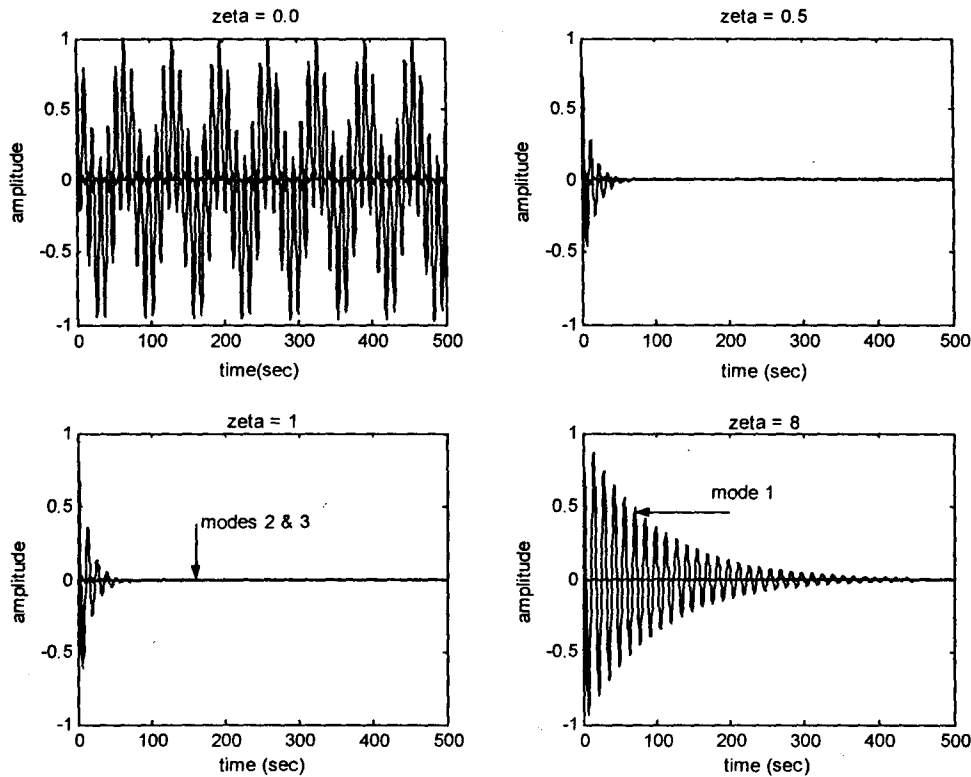 zeta = 0.0
1
0.5
0
-0.5
-1
amplitude
0 100 200 300 400 500
time(sec)
zeta = 0.5
1
0.5
0
-0.5
-1
amplitude
0 100 200 300 400 500
time (sec)
zeta = 1
1
0.5
0
-0.5
-1
amplitude
modes 2 & 3
0 100 200 300 400 500
time (sec)
zeta = 8
1
0.5
0
-0.5
-1
amplitude
mode 1
0 100 200 300 400 500
time (sec)